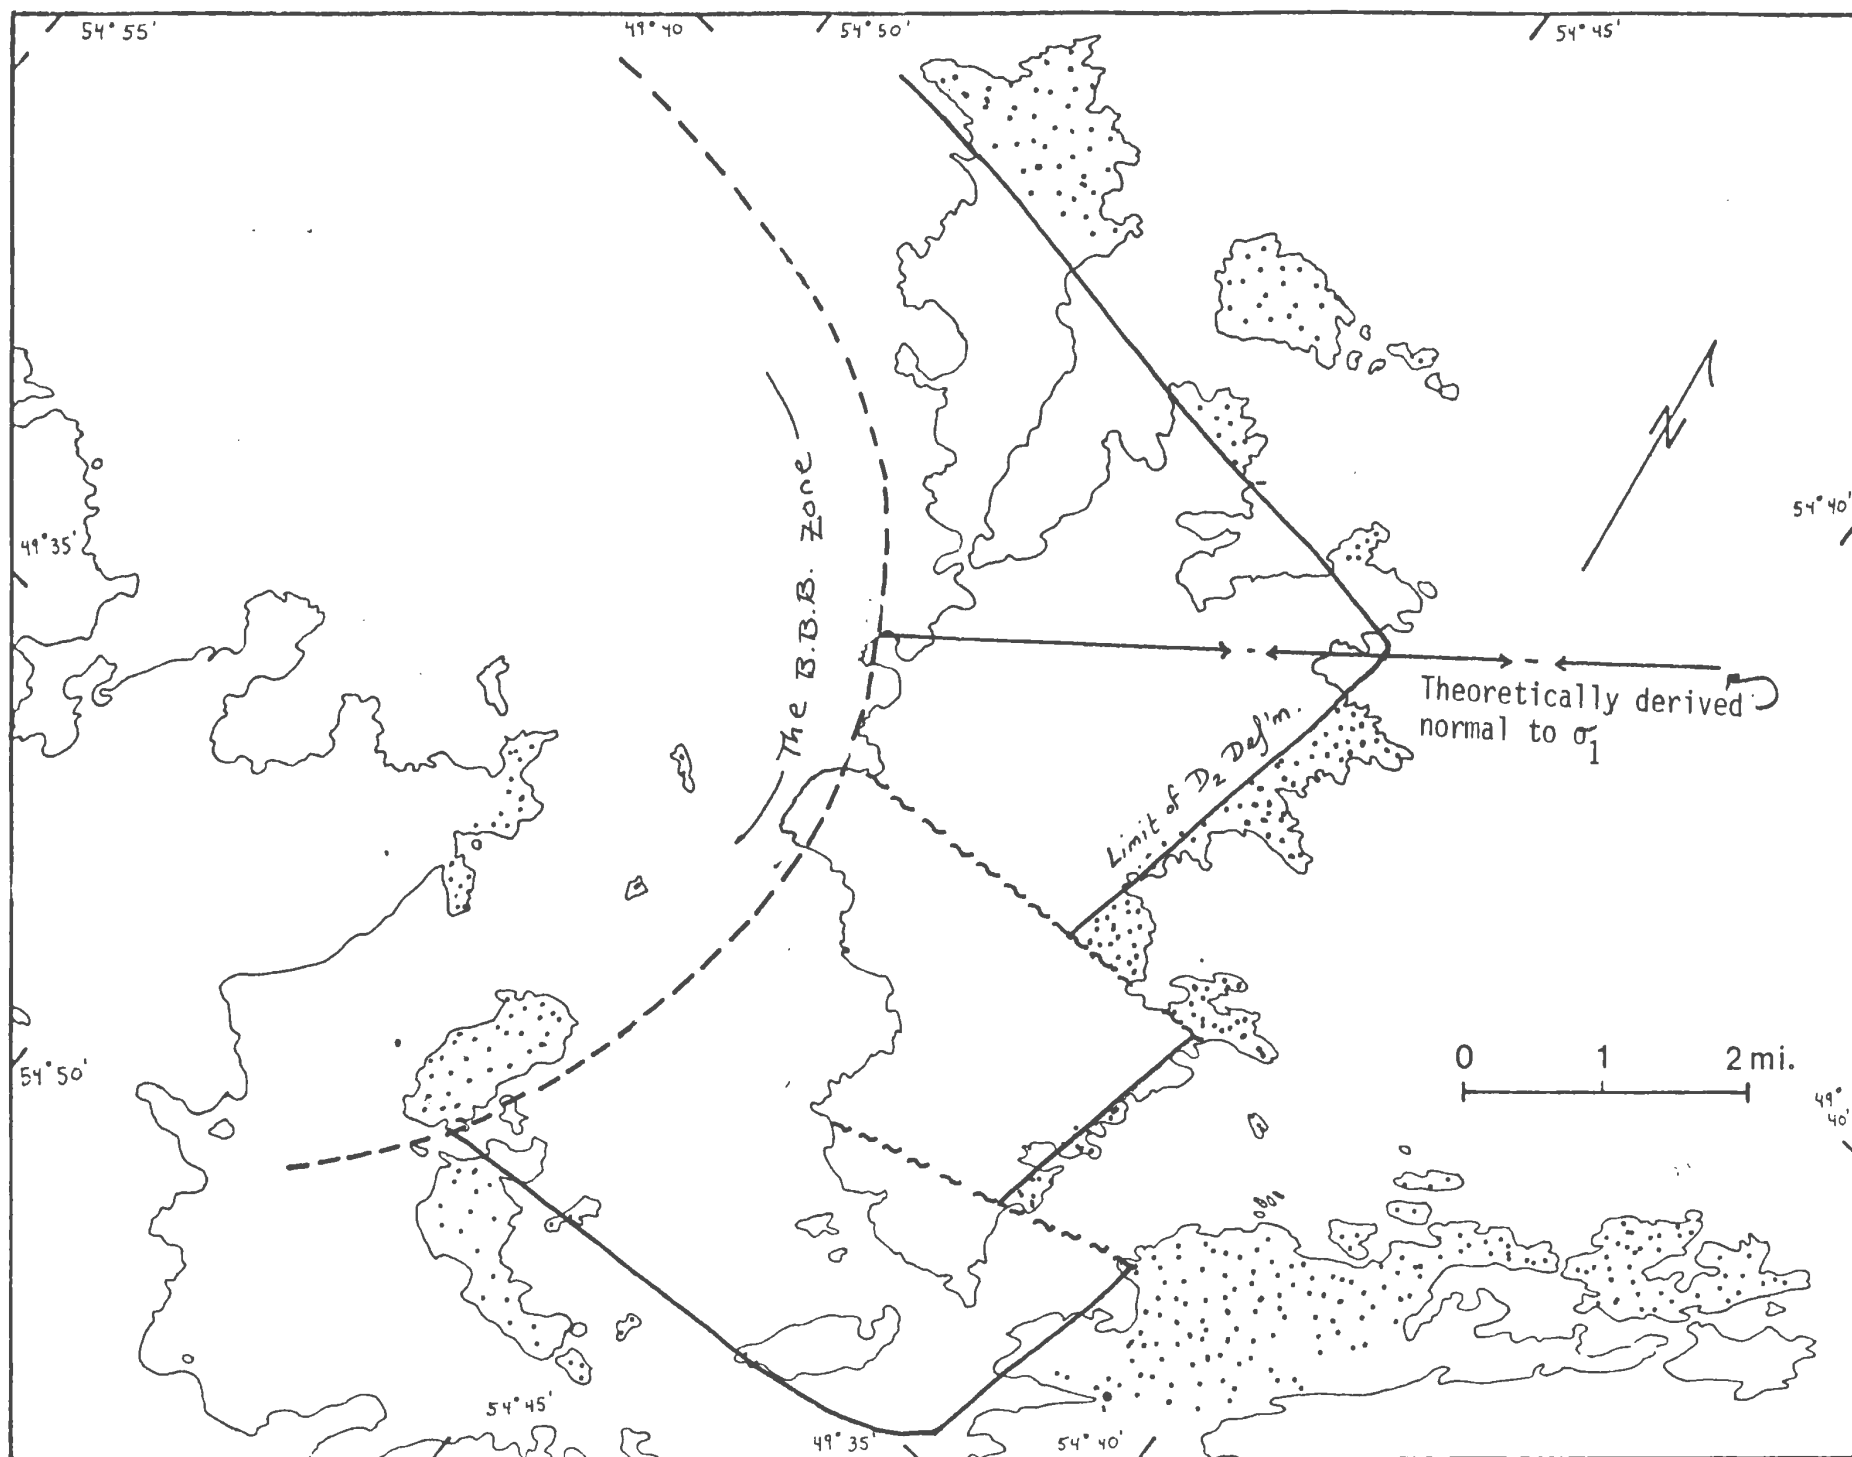 54°55'
49°40
54°50'
54°45'
54°40'
The B.B.B. Zone
49°35'
N
Theoretically derived
normal to σ1
Limit of D2 Def'm.
0 1 2 mi.
54°50'
49°
40'
54°45'
49°35'
54°40'